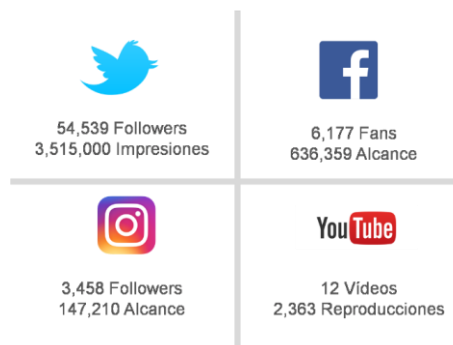 54,539 Followers
3,515,000 Impresiones
6,177 Fans
636,359 Alcance
3,458 Followers
147,210 Alcance
YouTube
12 Vídeos
2,363 Reproducciones